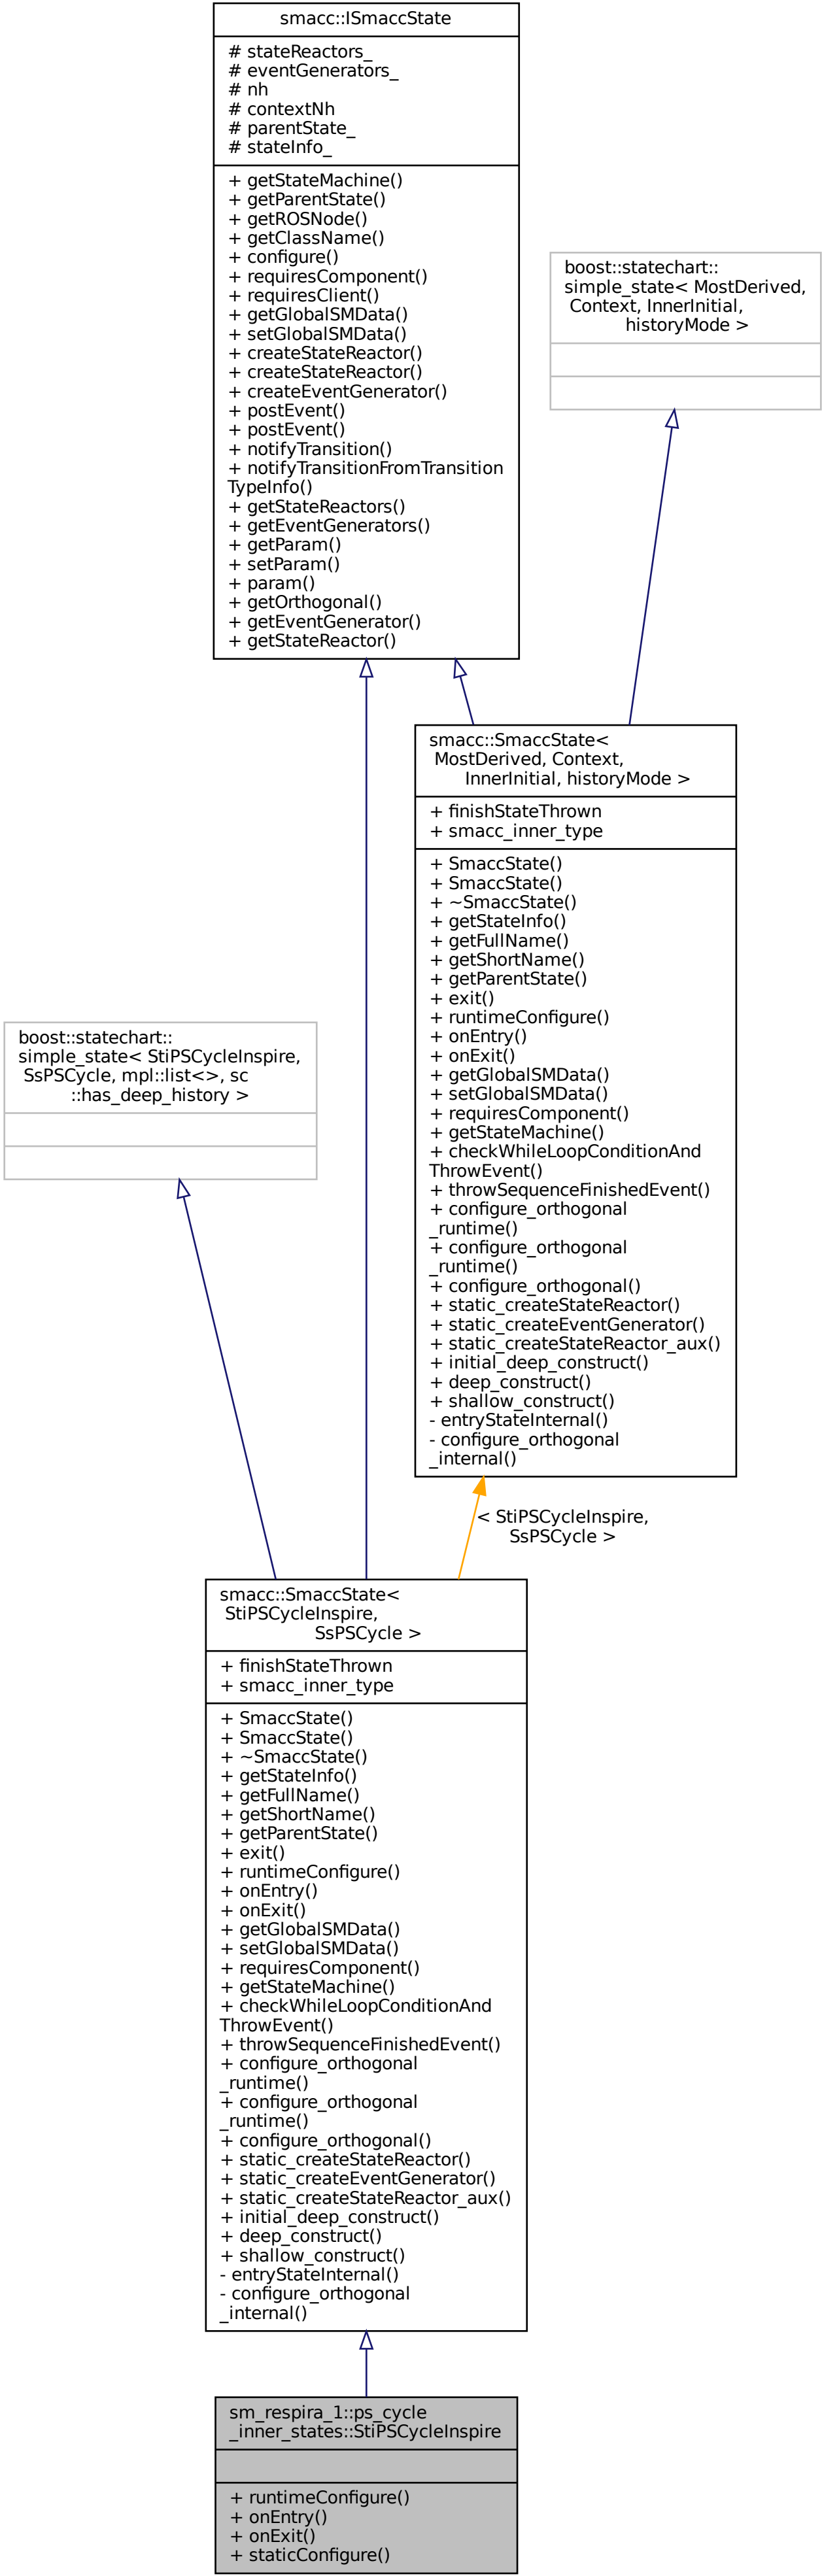 smacc::ISmaccState
# stateReactors_
# eventGenerators_
# nh
# contextNh
# parentState_
# stateInfo_
+ getStateMachine()
+ getParentState()
+ getROSNode()
+ getClassName()
+ configure()
+ requiresComponent()
+ requiresClient()
+ getGlobalSMData()
+ setGlobalSMData()
+ createStateReactor()
+ createStateReactor()
+ createEventGenerator()
+ postEvent()
+ postEvent()
+ notifyTransition()
+ notifyTransitionFromTransition
TypeInfo()
+ getStateReactors()
+ getEventGenerators()
+ getParam()
+ setParam()
+ param()
+ getOrthogonal()
+ getEventGenerator()
+ getStateReactor()
boost::statechart::
simple_state< MostDerived,
Context, InnerInitial,
historyMode >
smacc::SmaccState<
MostDerived, Context,
InnerInitial, historyMode >
+ finishStateThrown
+ smacc_inner_type
+ SmaccState()
+ SmaccState()
+ ~SmaccState()
+ getStateInfo()
+ getFullName()
+ getShortName()
+ getParentState()
+ exit()
+ runtimeConfigure()
+ onEntry()
+ onExit()
+ getGlobalSMData()
+ setGlobalSMData()
+ requiresComponent()
+ getStateMachine()
+ checkWhileLoopConditionAnd
ThrowEvent()
+ throwSequenceFinishedEvent()
+ configure_orthogonal
_runtime()
+ configure_orthogonal
_runtime()
+ configure_orthogonal()
+ static_createStateReactor()
+ static_createEventGenerator()
+ static_createStateReactor_aux()
+ initial_deep_construct()
+ deep_construct()
+ shallow_construct()
- entryStateInternal()
- configure_orthogonal
_internal()
boost::statechart::
simple_state< StiPSCycleInspire,
SsPSCycle, mpl::list<>, sc
::has_deep_history >
< StiPSCycleInspire,
SsPSCycle >
smacc::SmaccState<
StiPSCycleInspire,
SsPSCycle >
+ finishStateThrown
+ smacc_inner_type
+ SmaccState()
+ SmaccState()
+ ~SmaccState()
+ getStateInfo()
+ getFullName()
+ getShortName()
+ getParentState()
+ exit()
+ runtimeConfigure()
+ onEntry()
+ onExit()
+ getGlobalSMData()
+ setGlobalSMData()
+ requiresComponent()
+ getStateMachine()
+ checkWhileLoopConditionAnd
ThrowEvent()
+ throwSequenceFinishedEvent()
+ configure_orthogonal
_runtime()
+ configure_orthogonal
_runtime()
+ configure_orthogonal()
+ static_createStateReactor()
+ static_createEventGenerator()
+ static_createStateReactor_aux()
+ initial_deep_construct()
+ deep_construct()
+ shallow_construct()
- entryStateInternal()
- configure_orthogonal
_internal()
sm_respira_1::ps_cycle
_inner_states::StiPSCycleInspire
+ runtimeConfigure()
+ onEntry()
+ onExit()
+ staticConfigure()